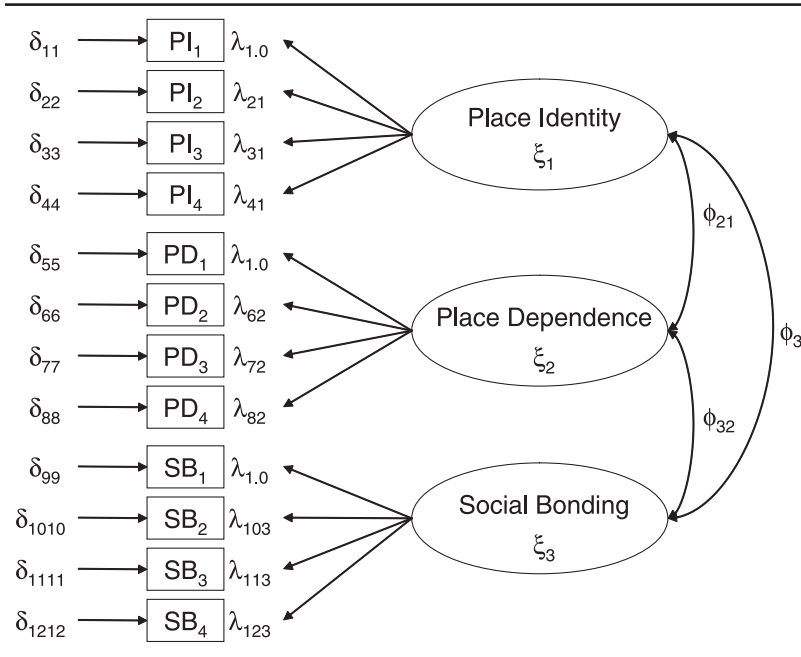 δ₁₁ PI₁ λ₁.₀
δ₂₂ PI₂ λ₂₁
δ₃₃ PI₃ λ₃₁
δ₄₄ PI₄ λ₄₁
Place Identity
ξ₁
ϕ₂₁
δ₅₅ PD₁ λ₁.₀
δ₆₆ PD₂ λ₆₂
δ₇₇ PD₃ λ₇₂
δ₈₈ PD₄ λ₈₂
Place Dependence
ξ₂
ϕ₃
ϕ₃₂
δ₉₉ SB₁ λ₁.₀
δ₁₀₁₀ SB₂ λ₁₀₃
δ₁₁₁₁ SB₃ λ₁₁₃
δ₁₂₁₂ SB₄ λ₁₂₃
Social Bonding
ξ₃